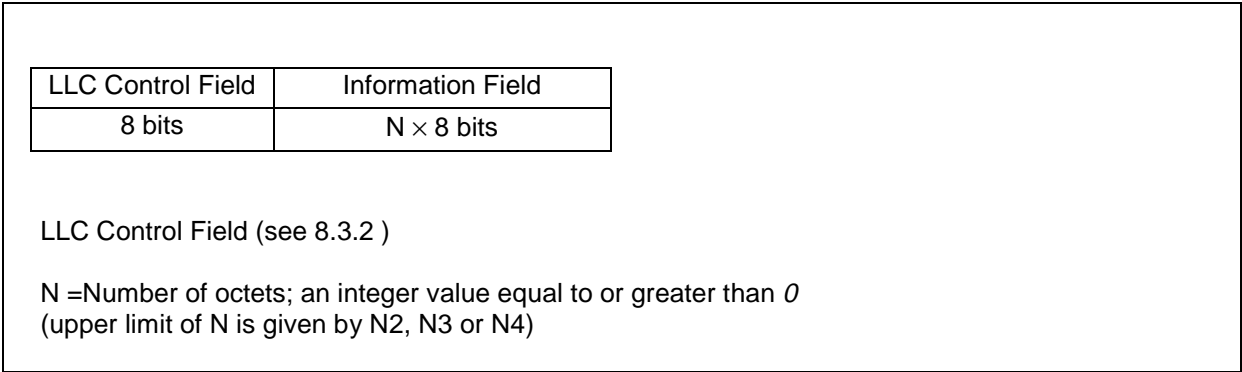 LLC Control Field Information Field
8 bits N × 8 bits
LLC Control Field (see 8.3.2 )
N =Number of octets; an integer value equal to or greater than 0
(upper limit of N is given by N2, N3 or N4)